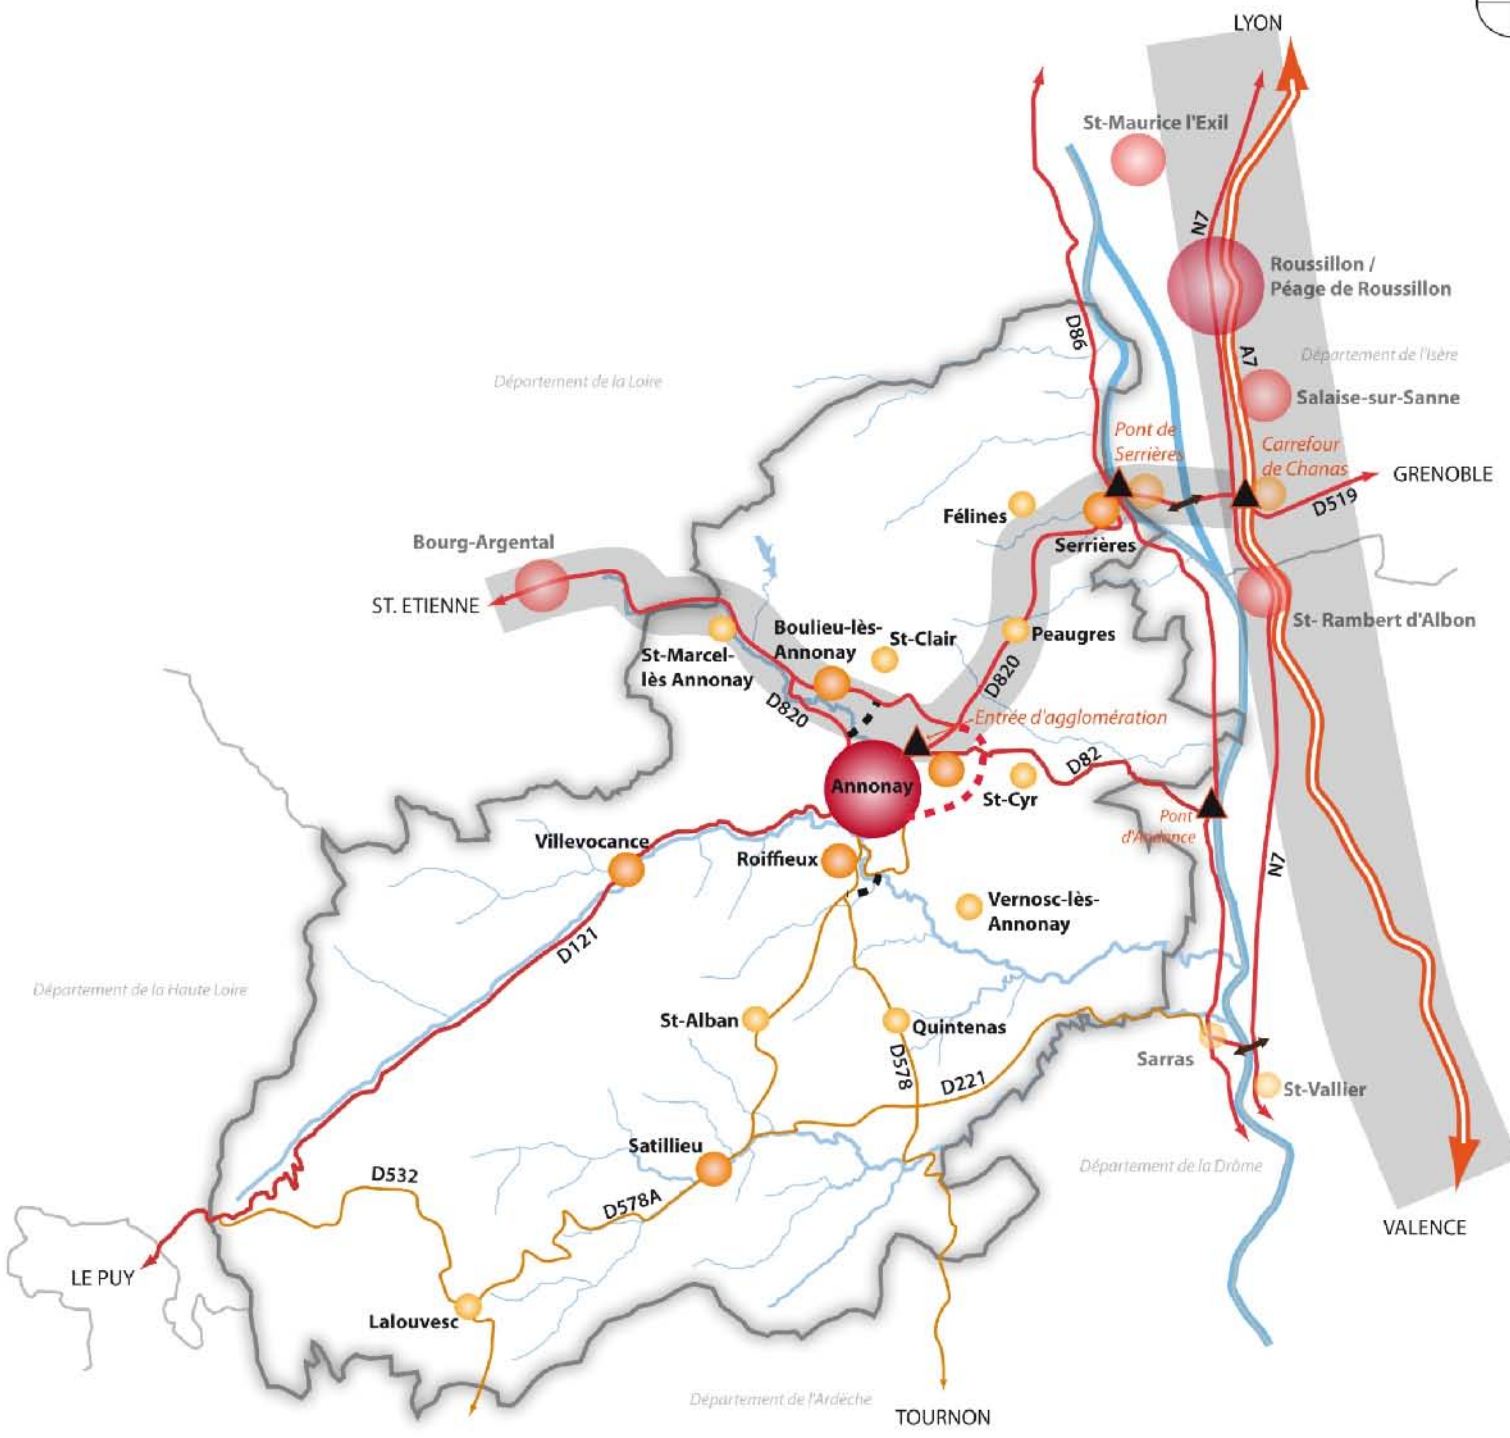 LYON
St-Maurice l'Exil
N7
Roussillon /
Péage de Roussillon
D86
A7
Département de l'Isère
Département de la Loire
Salaise-sur-Sanne
Pont de
Serrières
Carrefour
de Chanas
GRENOBLE
D519
Félines
Serrières
Bourg-Argental
ST. ETIENNE
St- Rambert d'Albon
Boulieu-lès-
Annonay
St-Clair
Peaugres
St-Marcel-
lès Annonay
D820
D820
Entrée d'agglomération
D82
Annonay
St-Cyr
Pont
d'Andance
Villevocance
Roiffieux
N7
Vernosc-lès-
Annonay
D121
Département de la Haute Loire
St-Alban
Quintenas
Sarras
D578
D221
St-Vallier
Satillieu
Département de la Drôme
D532
D578A
VALENCE
LE PUY
Lalouvesc
Département de l'Ardèche
TOURNON